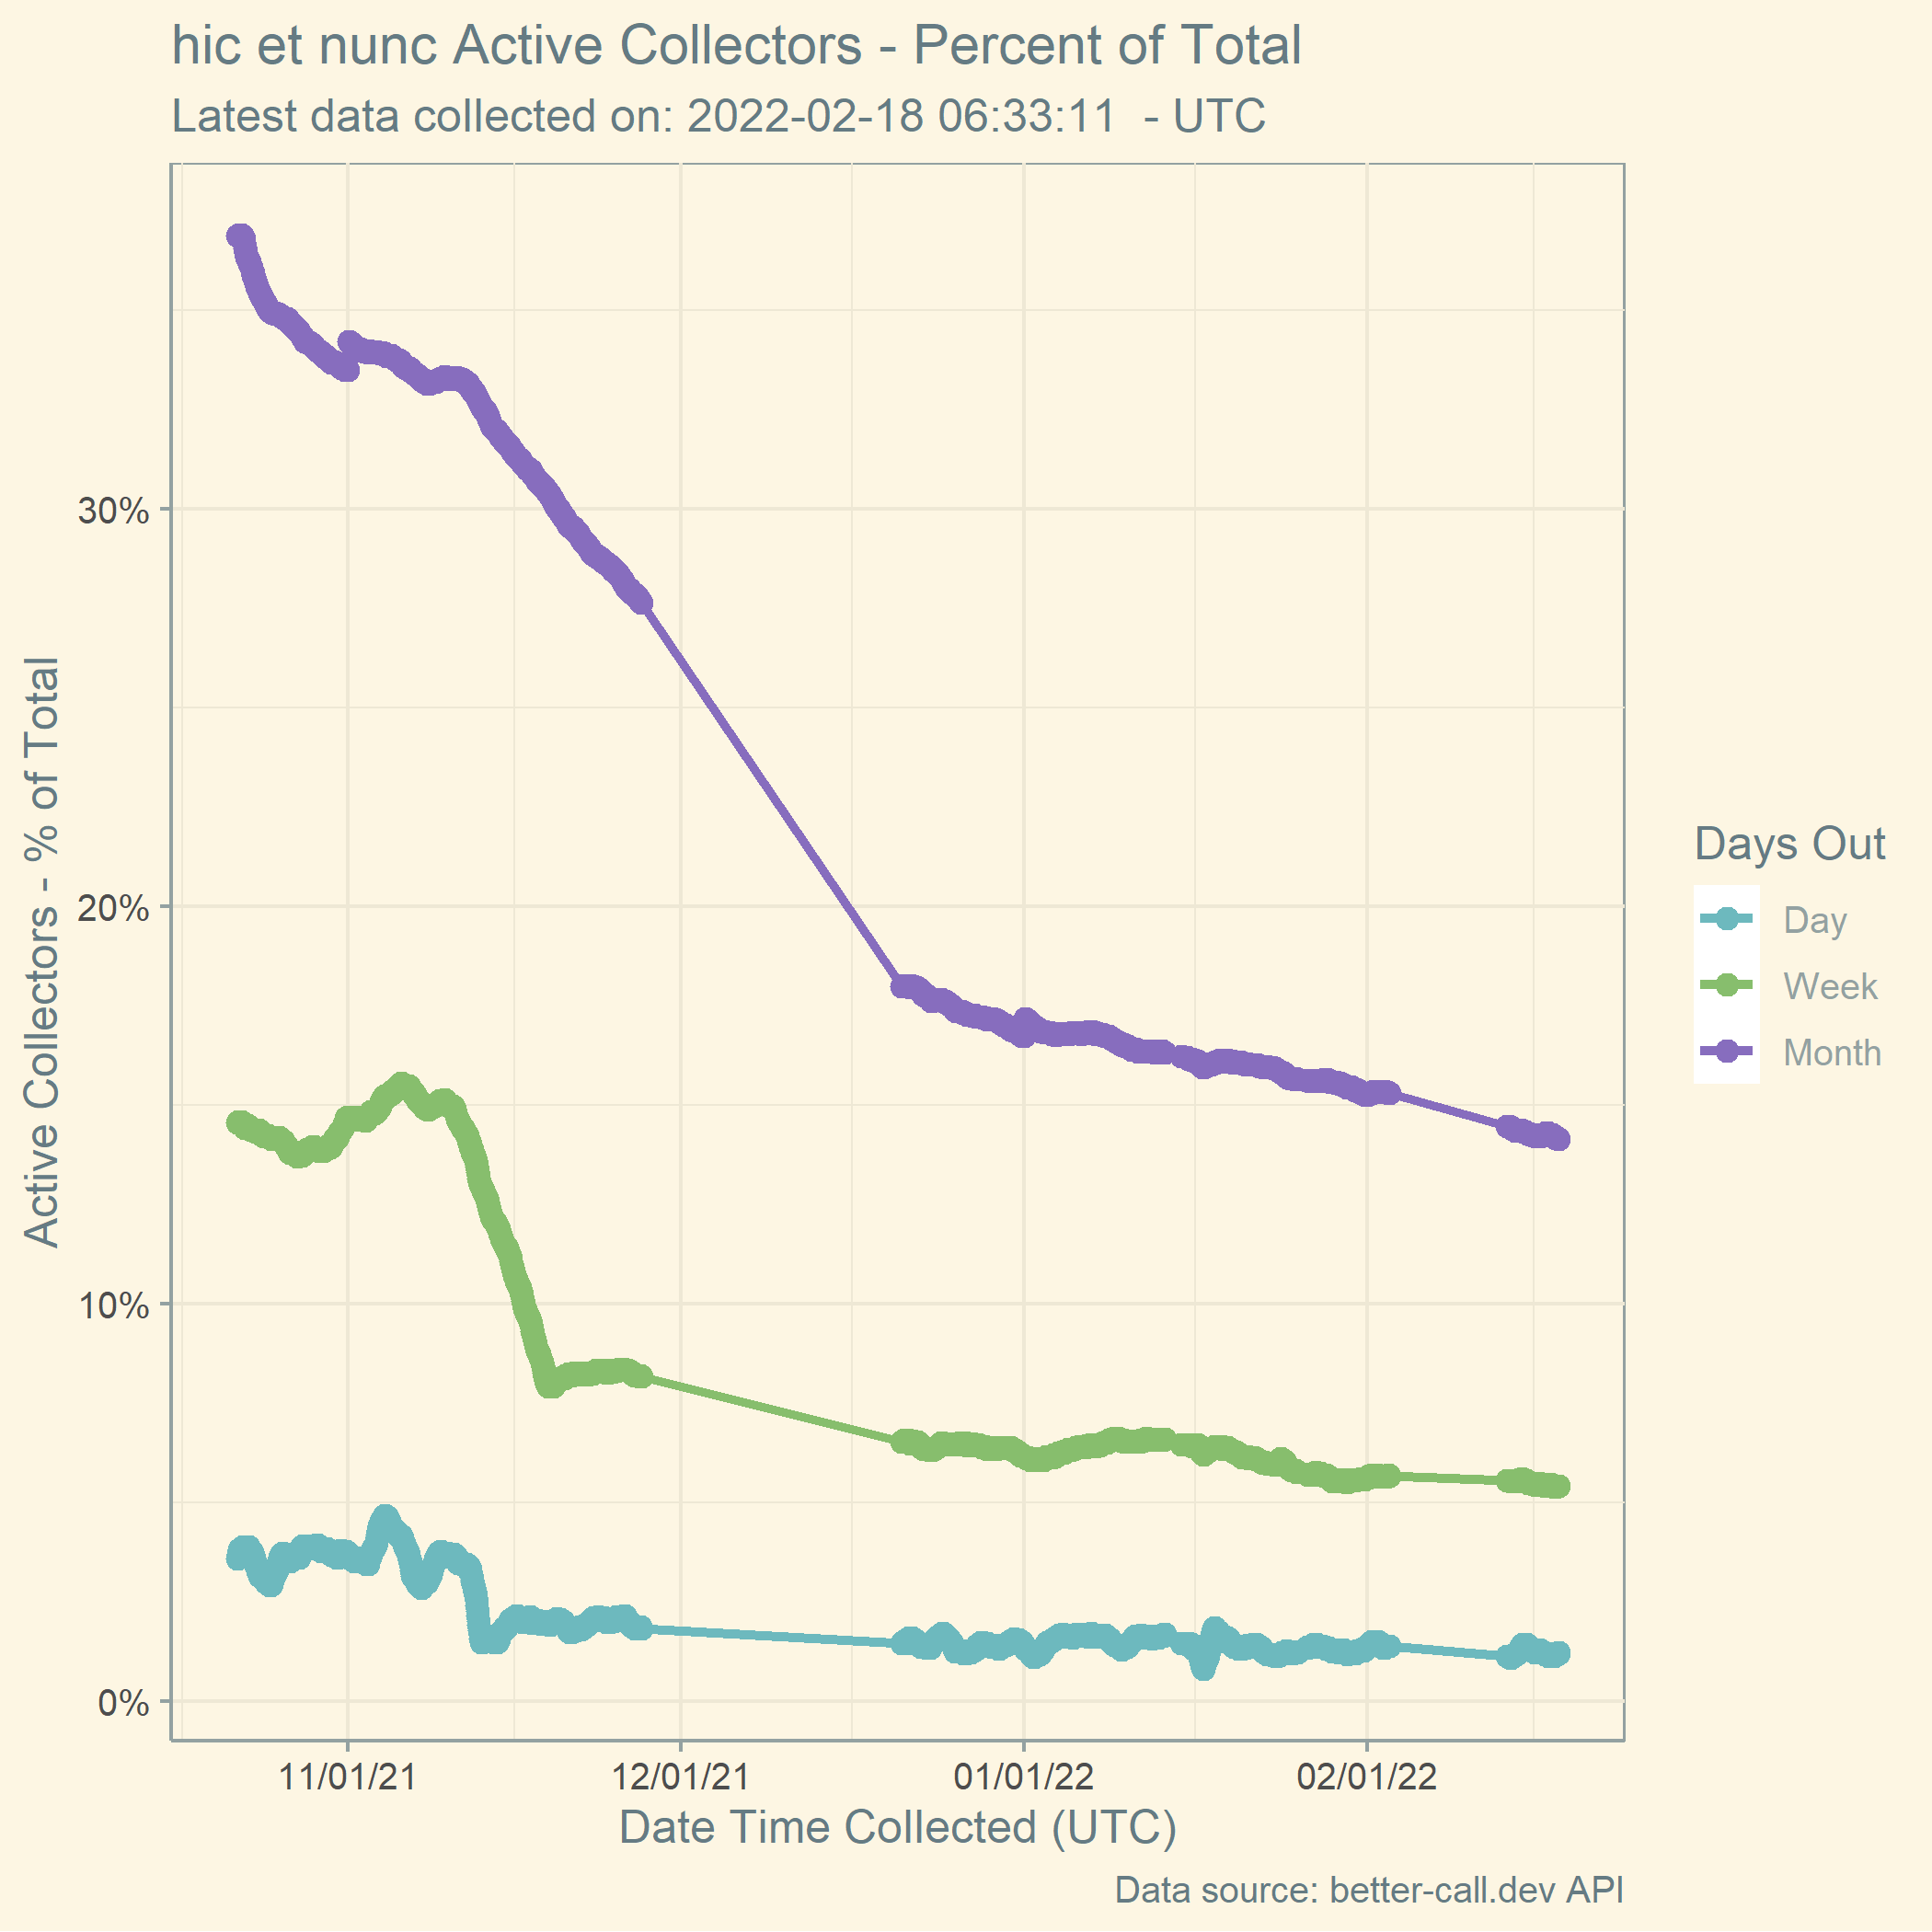 hic et nunc Active Collectors - Percent of Total
Latest data collected on: 2022-02-18 06:33:11  - UTC
Active Collectors - % of Total
30%
20%
10%
0%
11/01/21
12/01/21
01/01/22
02/01/22
Date Time Collected (UTC)
Days Out
Day
Week
Month
Data source: better-call.dev API